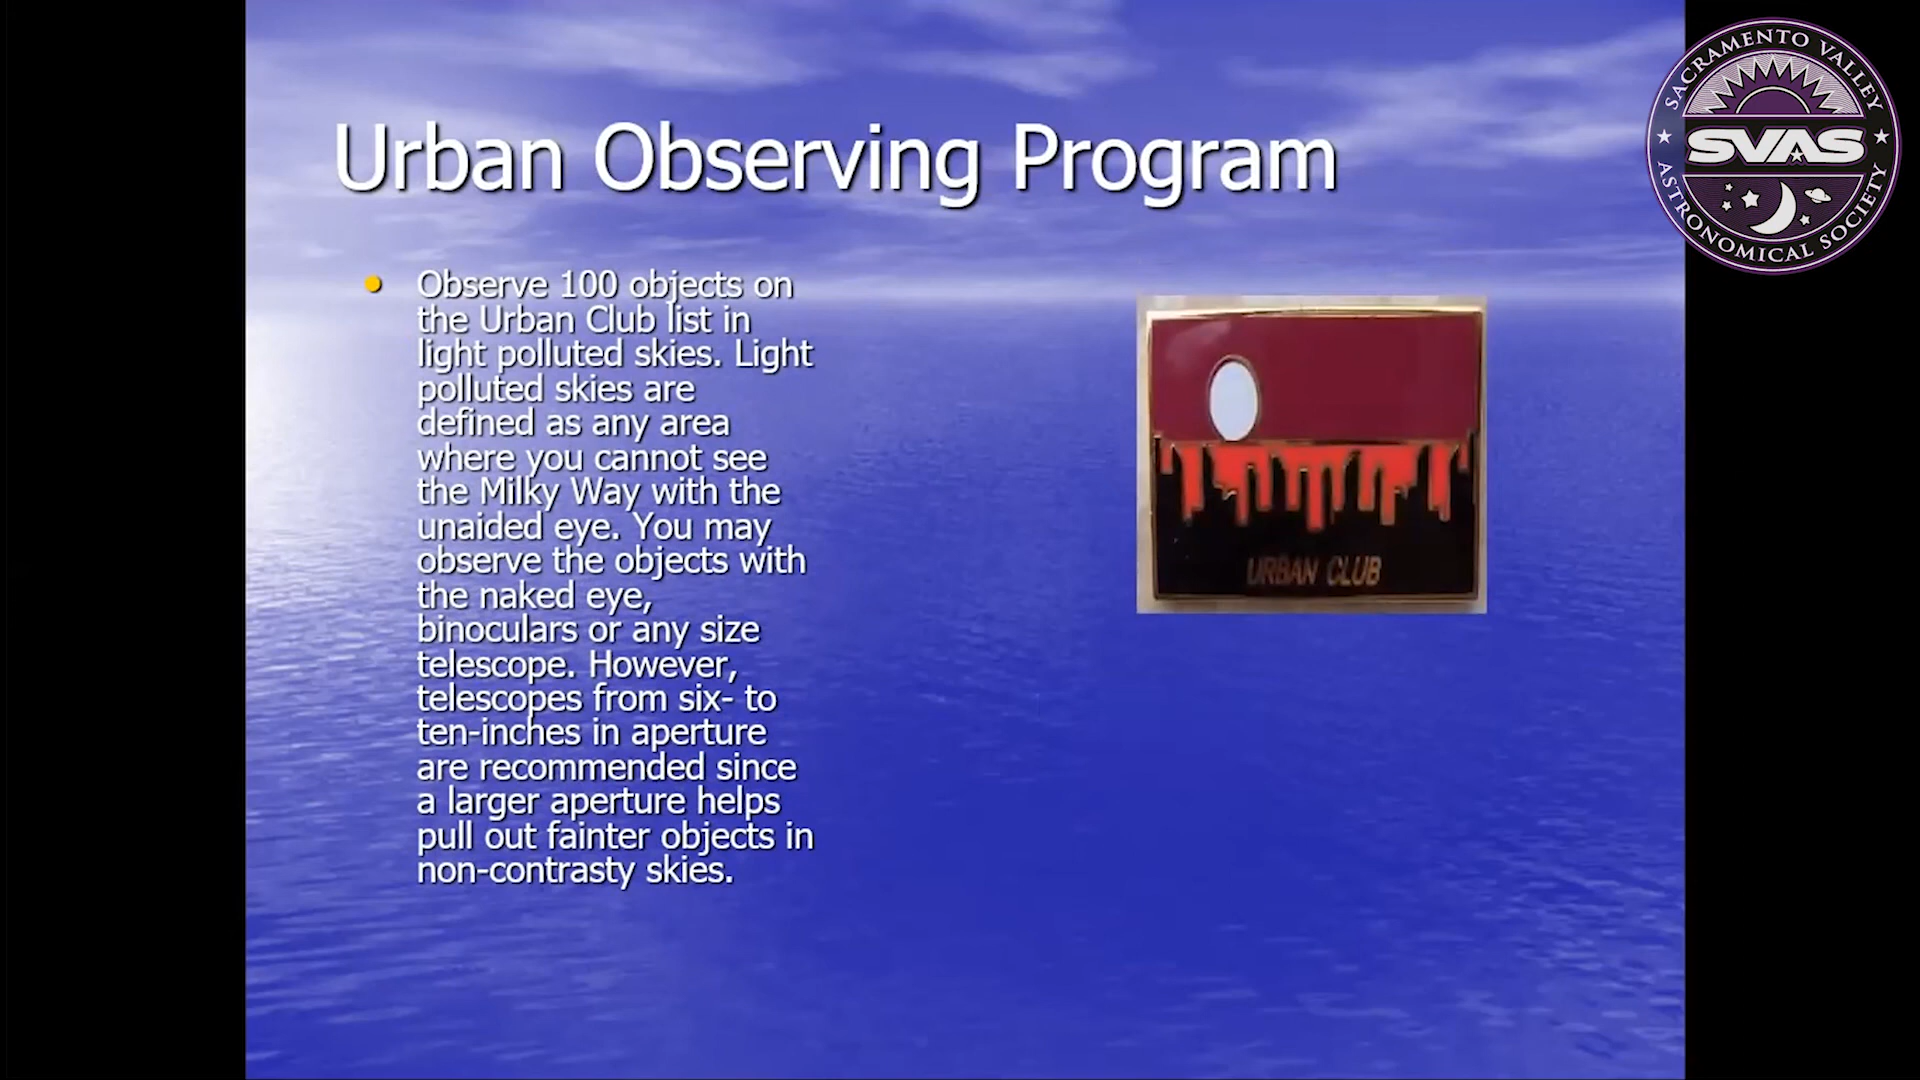 Urban Observing Program
Observe 100 objects on
the Urban Club list in
light polluted skies. Light
polluted skies are
defined as any area
where you cannot see
the Milky Way with the
unaided eye. You may
observe the objects with
the naked eye,
binoculars or any size
telescope. However,
telescopes from six- to
ten-inches in aperture
are recommended since
a larger aperture helps
pull out fainter objects in
non-contrasty skies.
URBAN CLUB
SACRAMENTO VALLEY
SVAS
ASTRONOMICAL SOCIETY